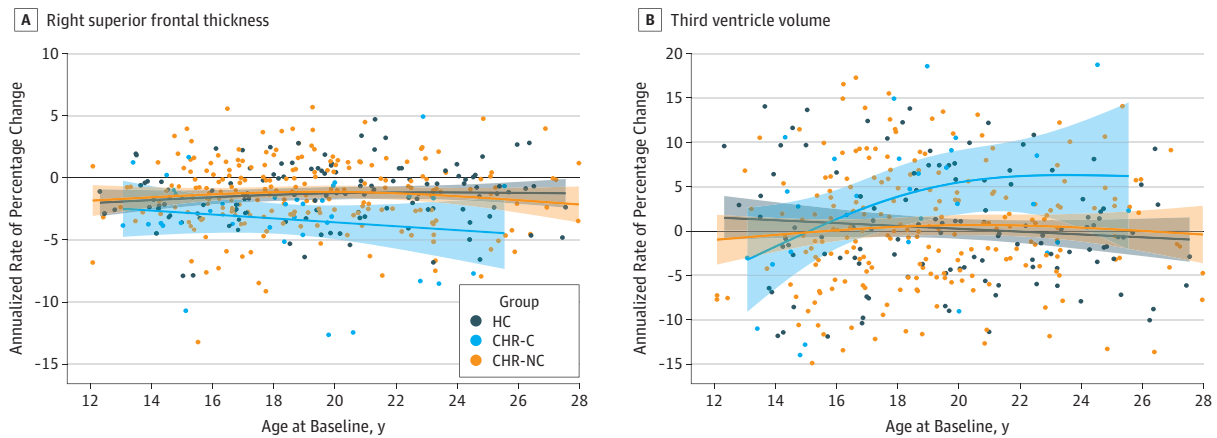 A Right superior frontal thickness
Annualized Rate of Percentage Change
10
5
0
-5
-10
-15
12 14 16 18 20 22 24 26 28
Age at Baseline, y
Group
HC
CHR-C
CHR-NC
B Third ventricle volume
Annualized Rate of Percentage Change
20
15
10
5
0
-5
-10
-15
12 14 16 18 20 22 24 26 28
Age at Baseline, y